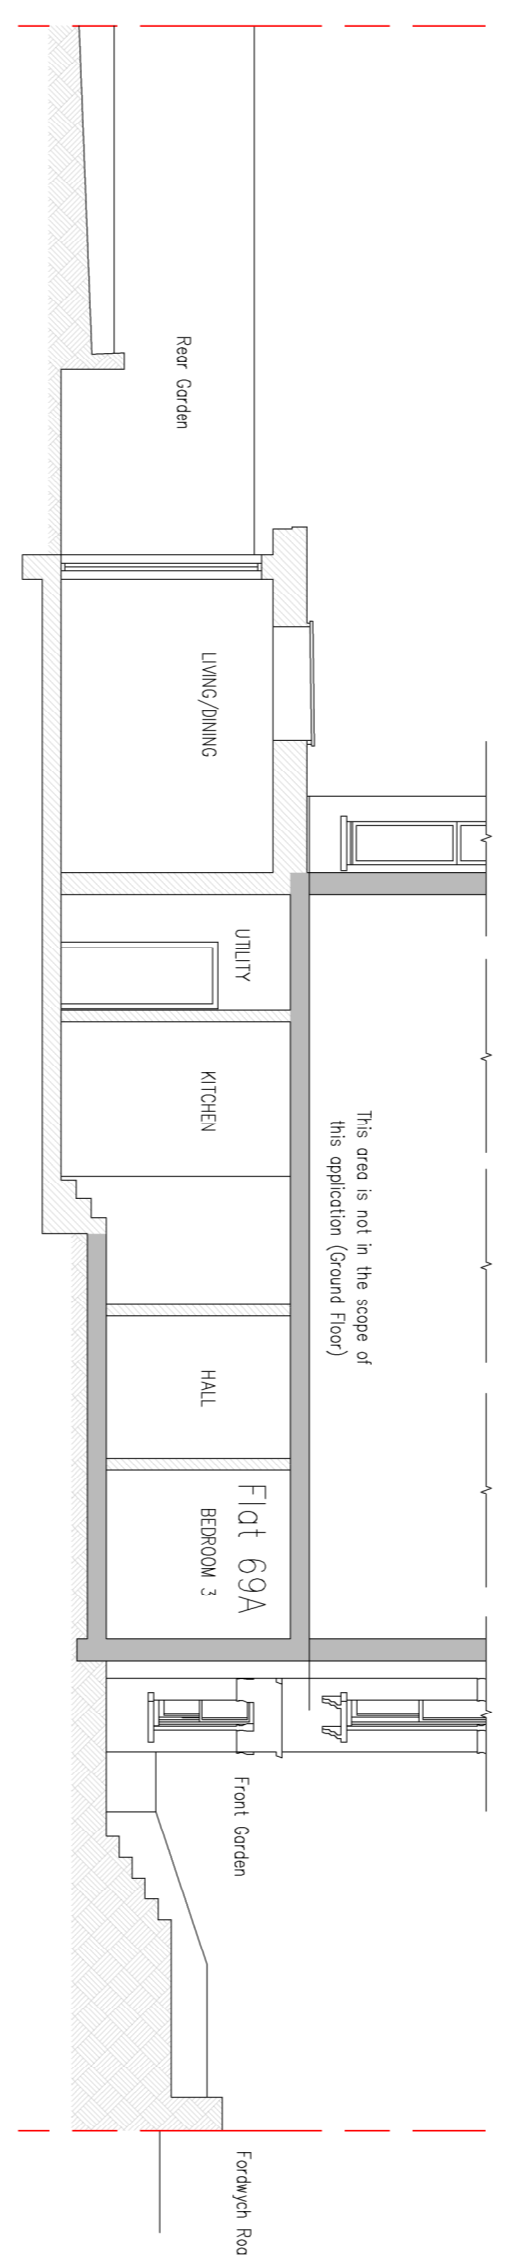 Rear Garden
LIVING/DINING
UTILITY
KITCHEN
This area is not in the scope of
this application (Ground Floor)
HALL
Flat 69A
BEDROOM 3
Front Garden
Fordwych Roa